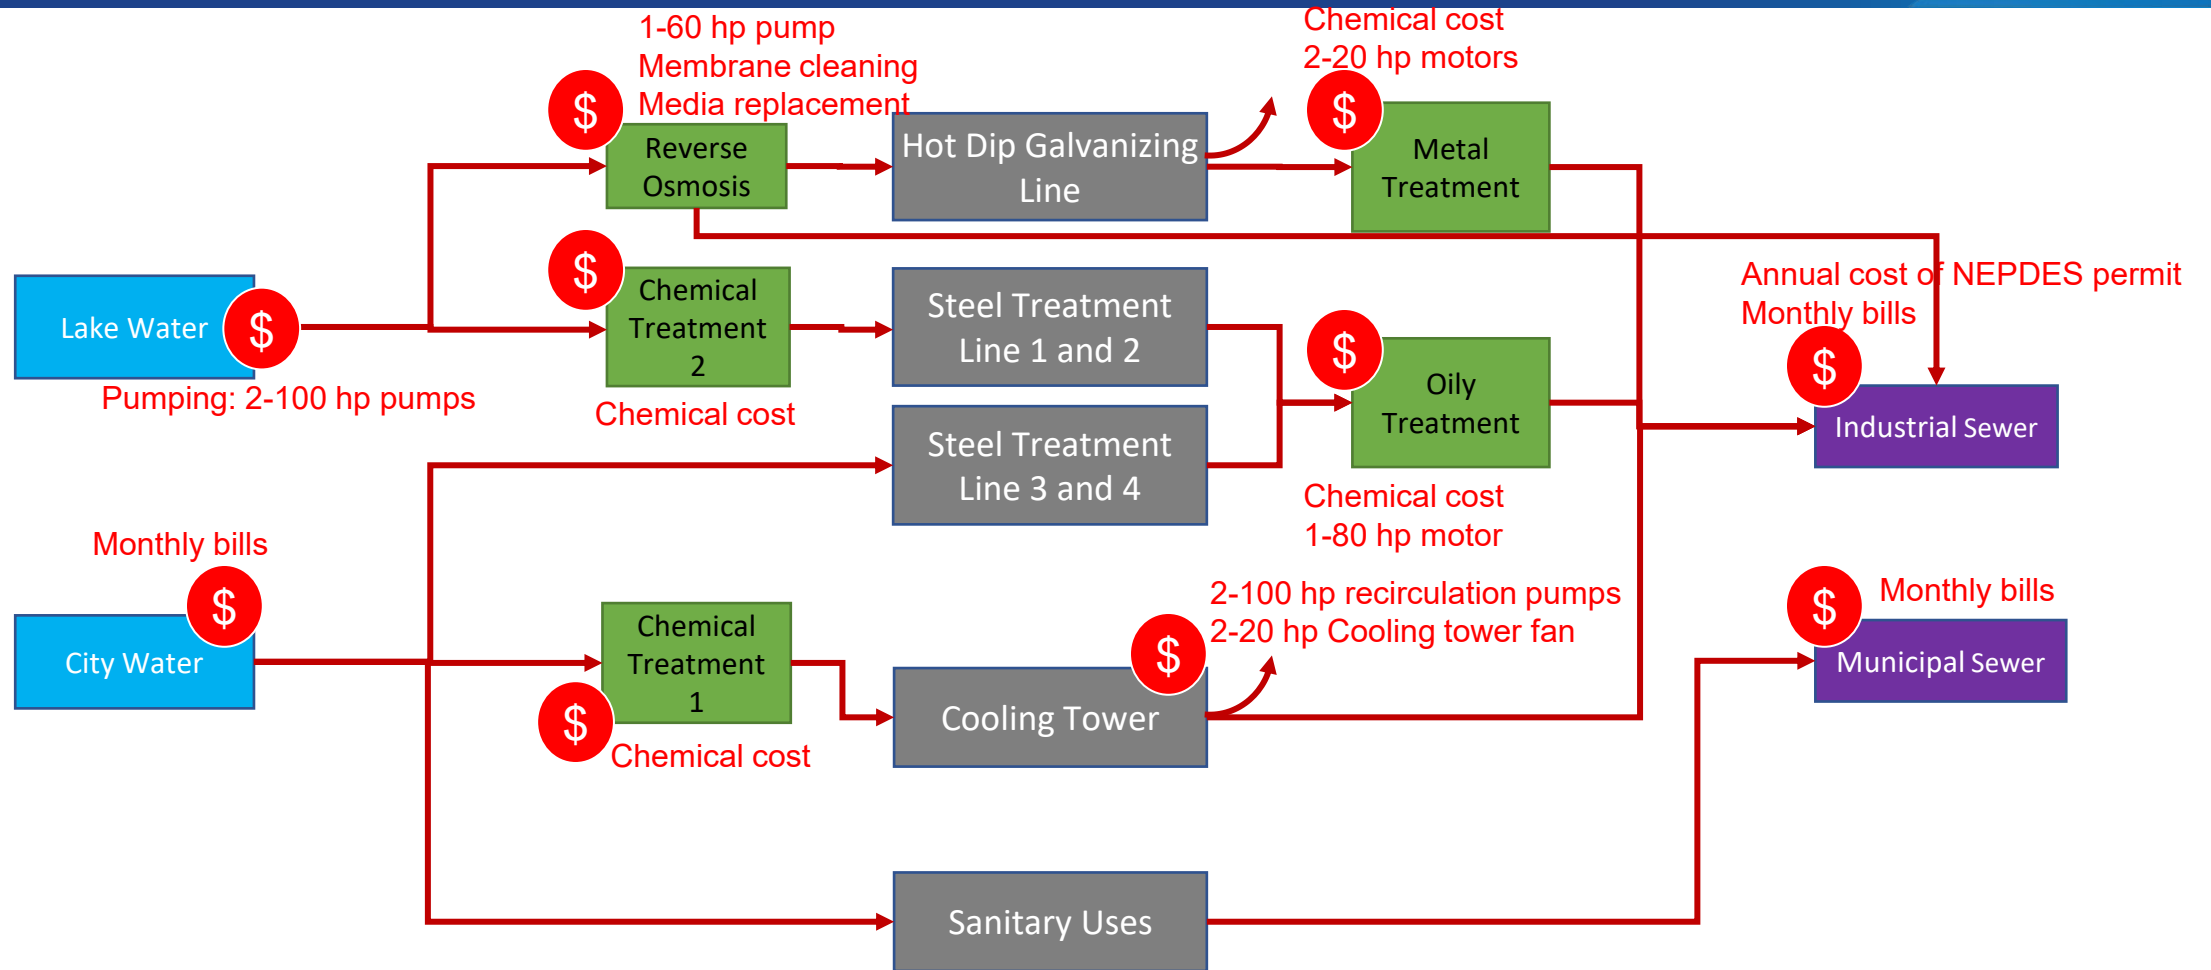 1-60 hp pump
Membrane cleaning
Media replacement
Chemical cost
2-20 hp motors
$
$
Reverse
Osmosis
Hot Dip Galvanizing
Line
Metal
Treatment
$
Chemical
Treatment
2
Chemical cost
Steel Treatment
Line 1 and 2
Lake Water
$
Pumping: 2-100 hp pumps
$
Oily
Treatment
Chemical cost
1-80 hp motor
Annual cost of NEPDES permit
Monthly bills
$
Industrial Sewer
Steel Treatment
Line 3 and 4
Monthly bills
$
City Water
Chemical
Treatment
1
$
Chemical cost
2-100 hp recirculation pumps
2-20 hp Cooling tower fan
$
Cooling Tower
$
Monthly bills
Municipal Sewer
Sanitary Uses